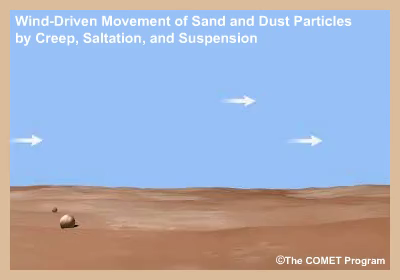 Wind-Driven Movement of Sand and Dust Particles
by Creep, Saltation, and Suspension
©The COMET Program